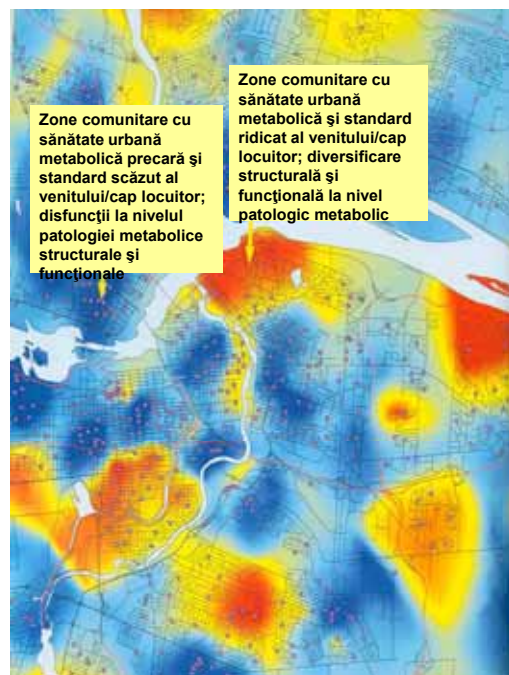 Zone comunitare cu
sănătate urbană
metabolică precară şi
standard scăzut al
venitului/cap locuitor;
disfuncţii la nivelul
patologiei metabolice
structurale şi
funcţionale
Zone comunitare cu
sănătate urbană
metabolică şi standard
ridicat al venitului/cap
locuitor; diversificare
structurală şi
funcţională la nivel
patologic metabolic